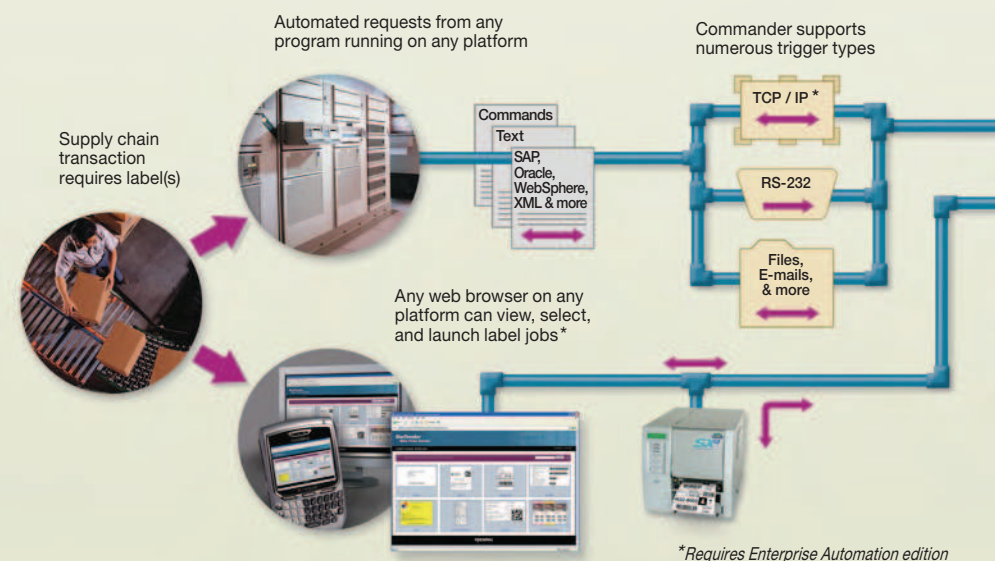 Automated requests from any
program running on any platform
Commander supports
numerous trigger types
Supply chain
transaction
requires label(s)
Commands
Text
SAP,
Oracle,
WebSphere,
XML & more
TCP / IP *
RS-232
Files,
E-mails,
& more
Any web browser on any
platform can view, select,
and launch label jobs*
*Requires Enterprise Automation edition